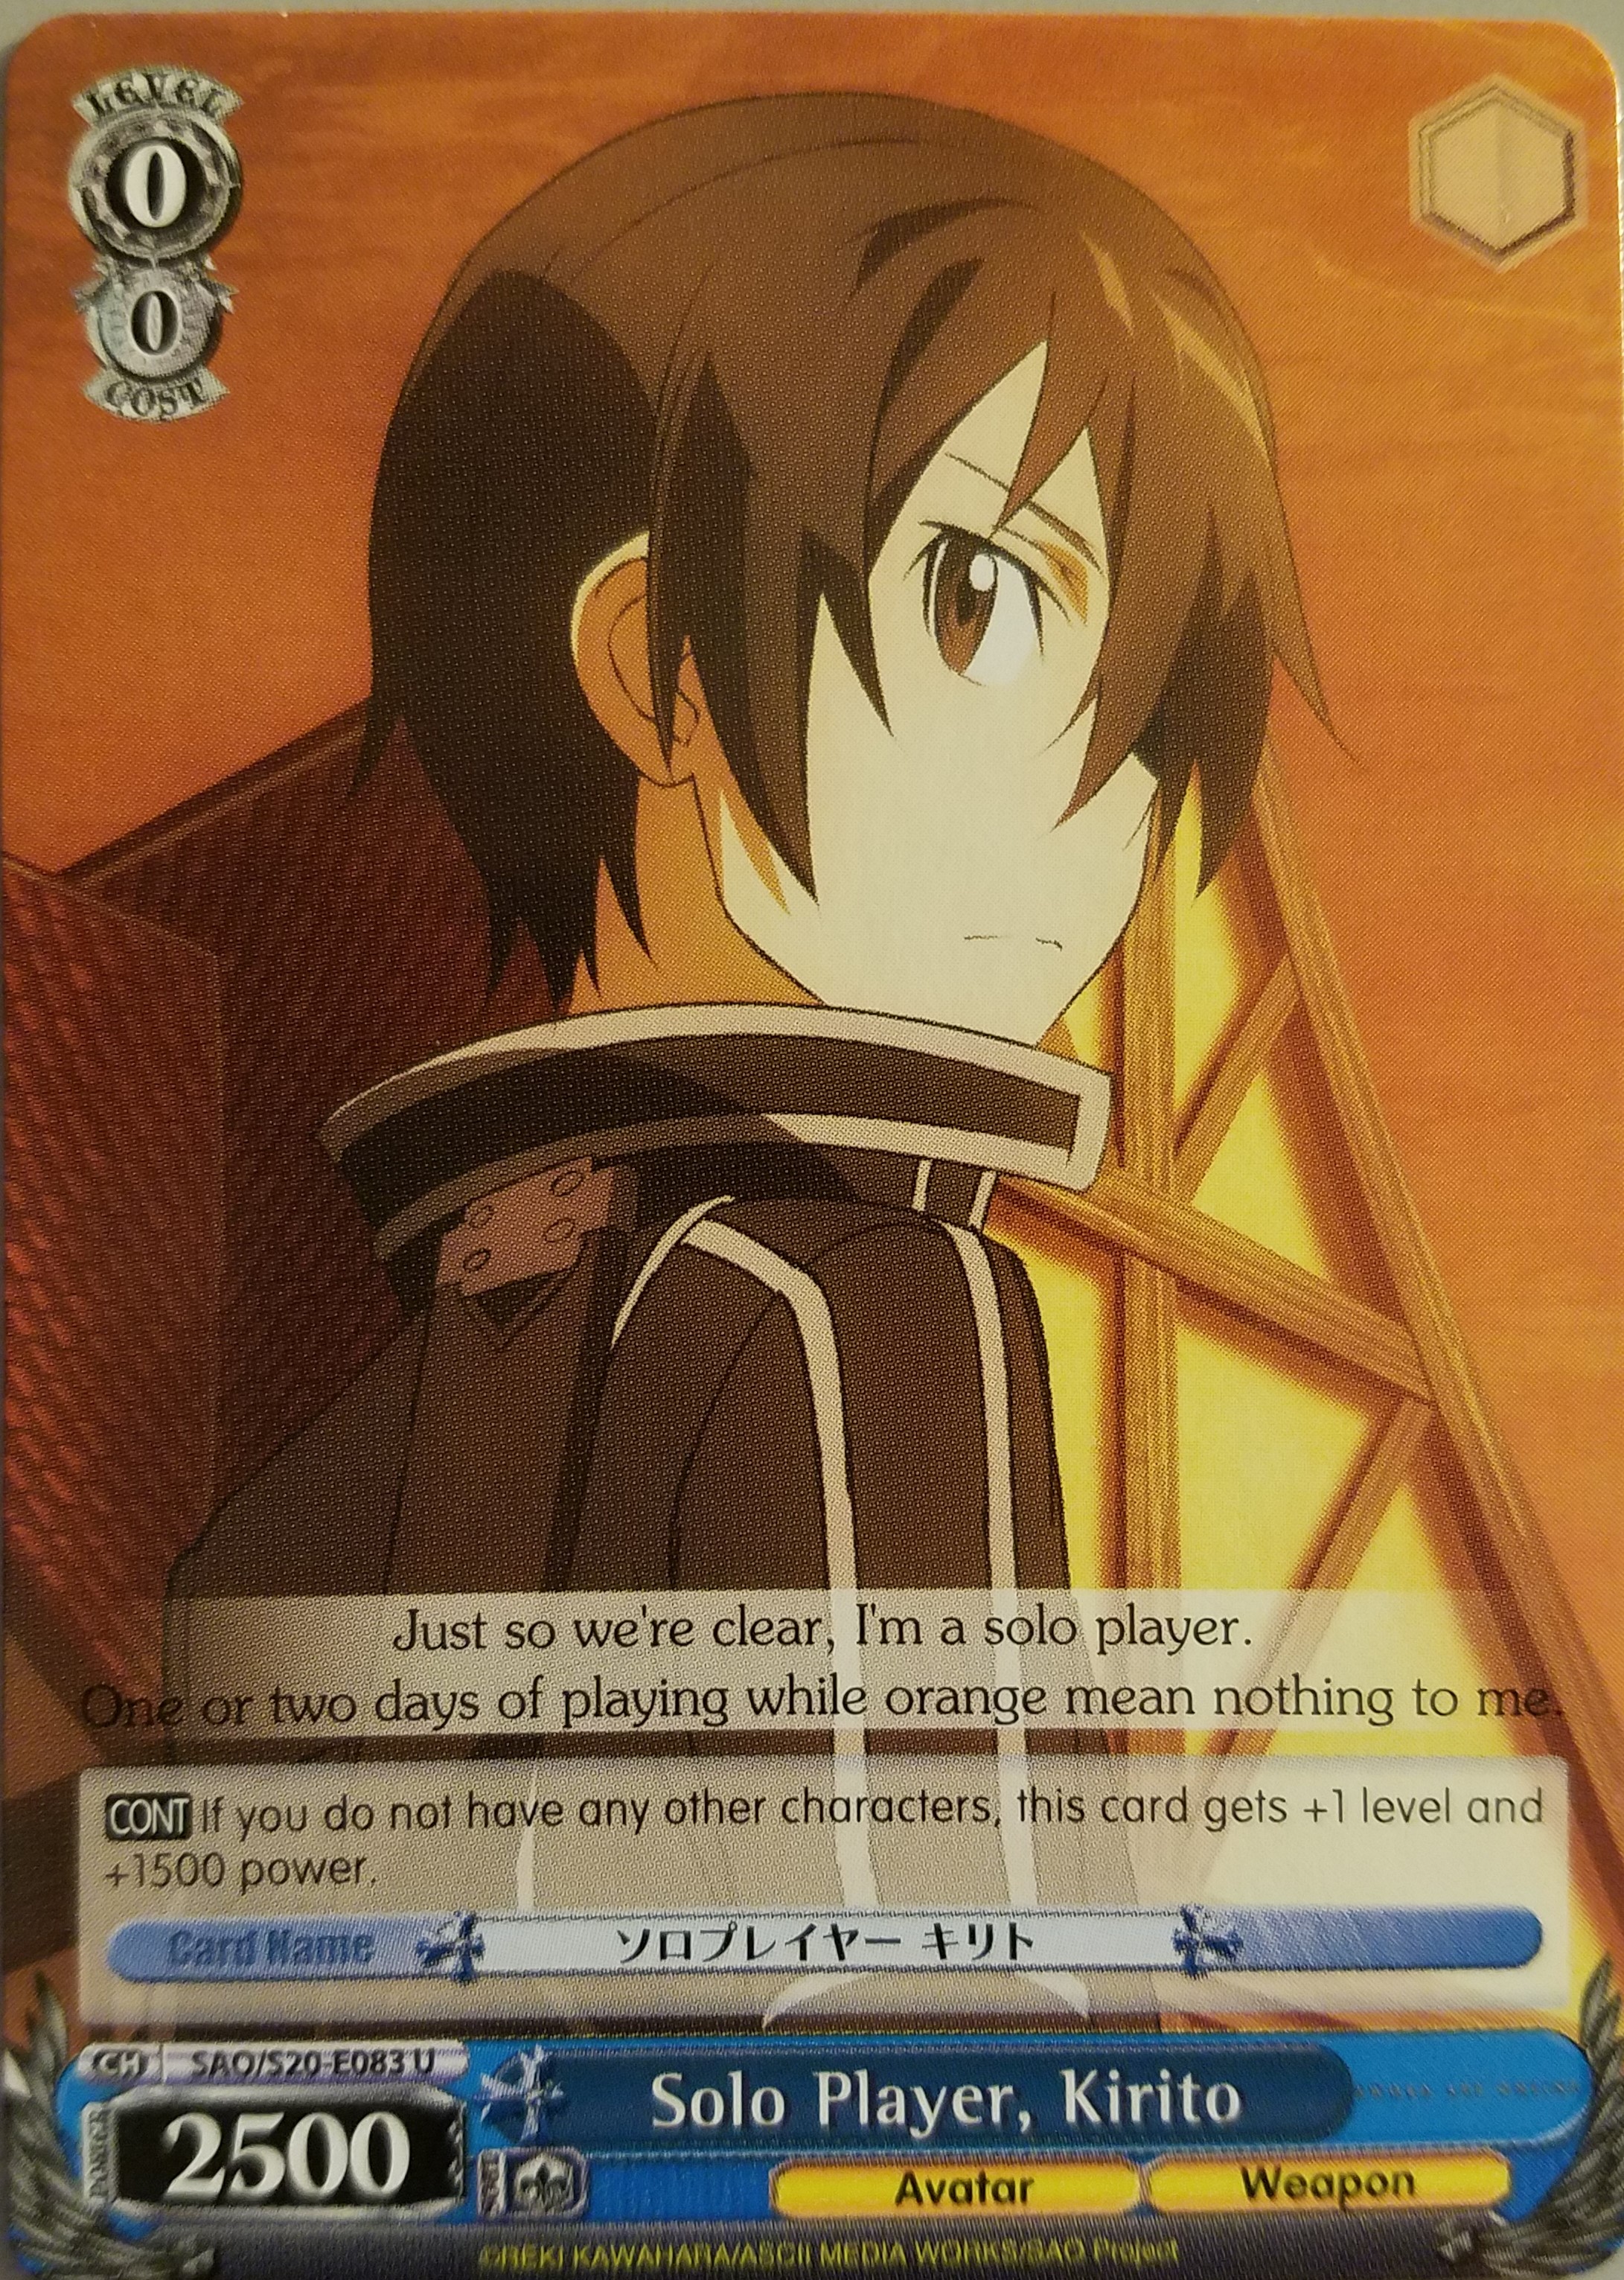 LEVEL
0
0
COST
Just so we're clear, I'm a solo player.
One or two days of playing while orange mean nothing to me.
CONT If you do not have any other characters, this card gets +1 level and
+1500 power.
Card Name ソロプレイヤー キリト
CH SAO/S20-E083 U
Solo Player, Kirito
POWER 2500
Avatar Weapon
©REKI KAWAHARA/ASCII MEDIA WORKS/SAO Project